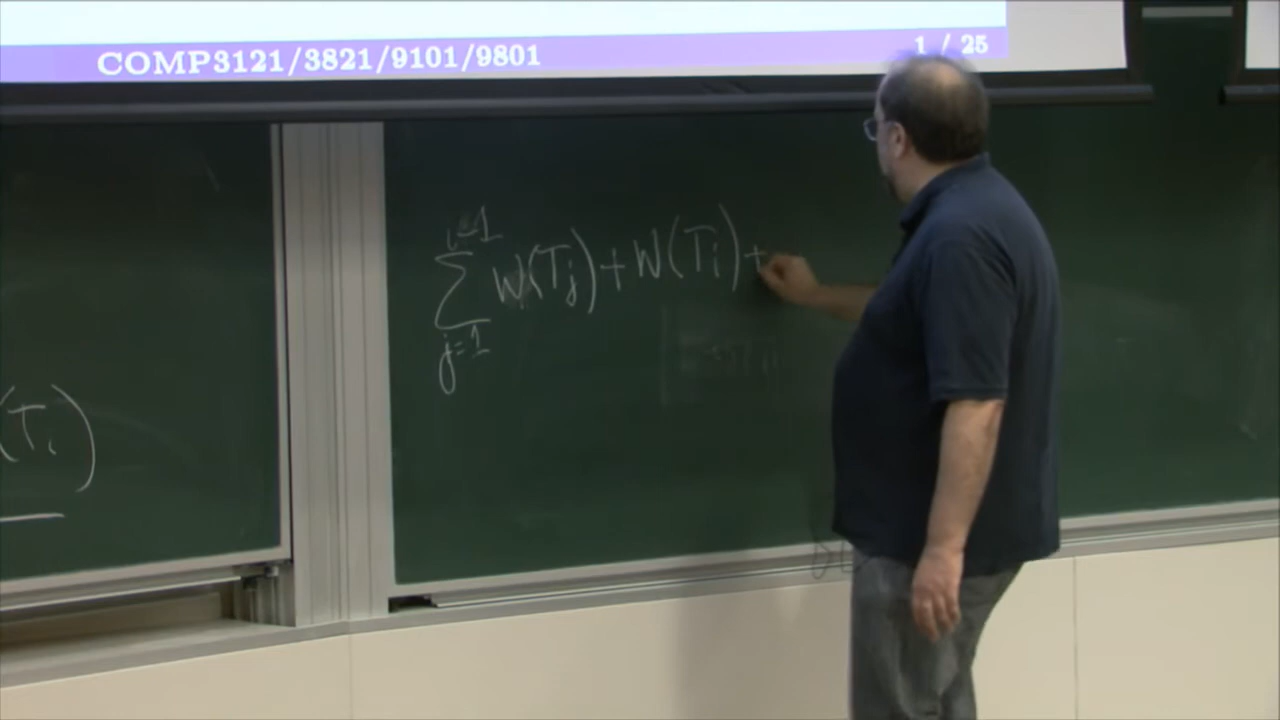 COMP3121/3821/9101/9801 1 / 25
i=1
∑ W(Tj) + W(Ti) +
j=1
(Ti)